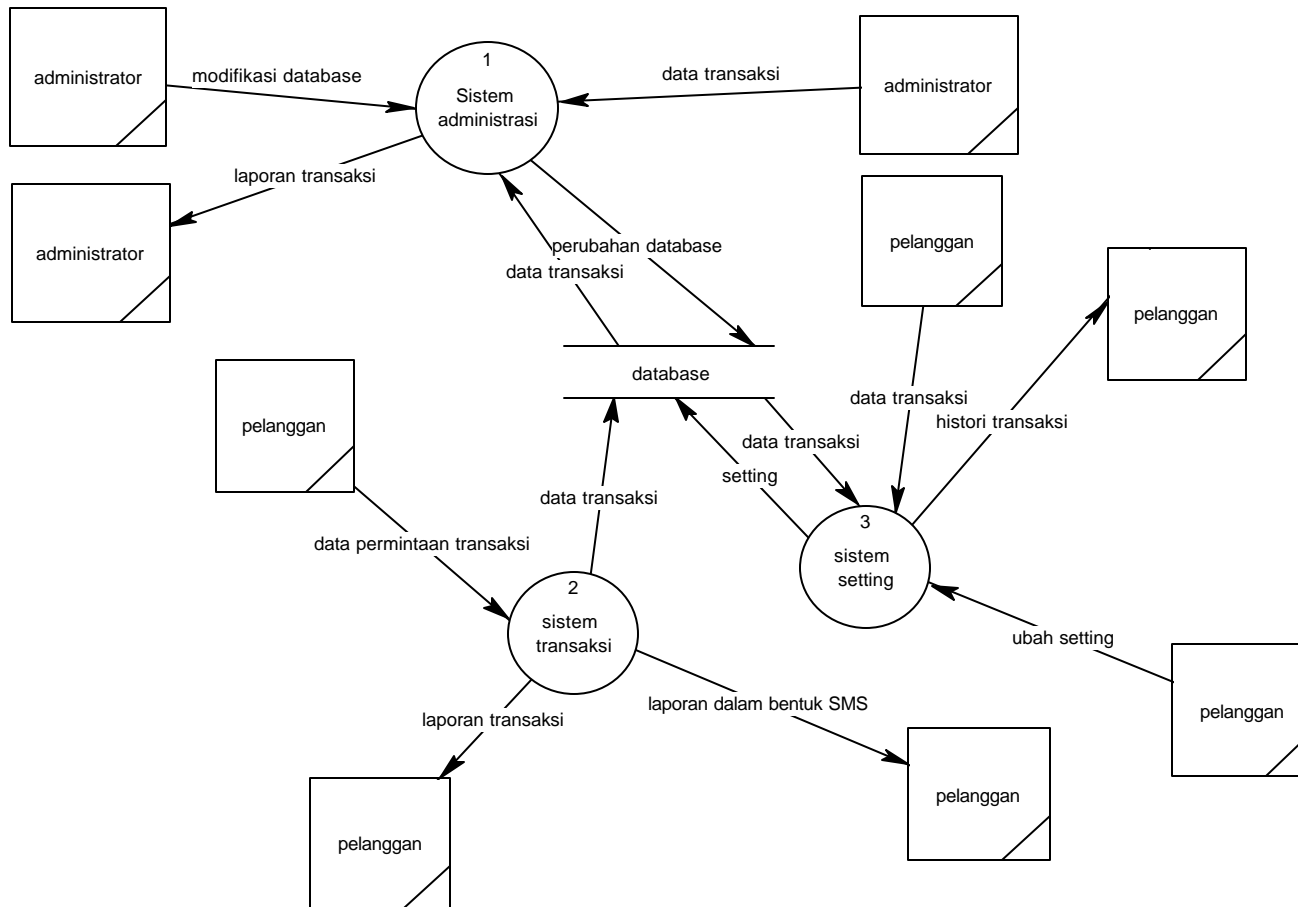 administrator
modifikasi database
1
Sistem
administrasi
data transaksi
administrator
laporan transaksi
administrator
pelanggan
pelanggan
perubahan database
data transaksi
database
pelanggan
data transaksi
histori transaksi
data transaksi
setting
data transaksi
data permintaan transaksi
3
sistem
setting
2
sistem
transaksi
ubah setting
laporan dalam bentuk SMS
laporan transaksi
pelanggan
pelanggan
pelanggan